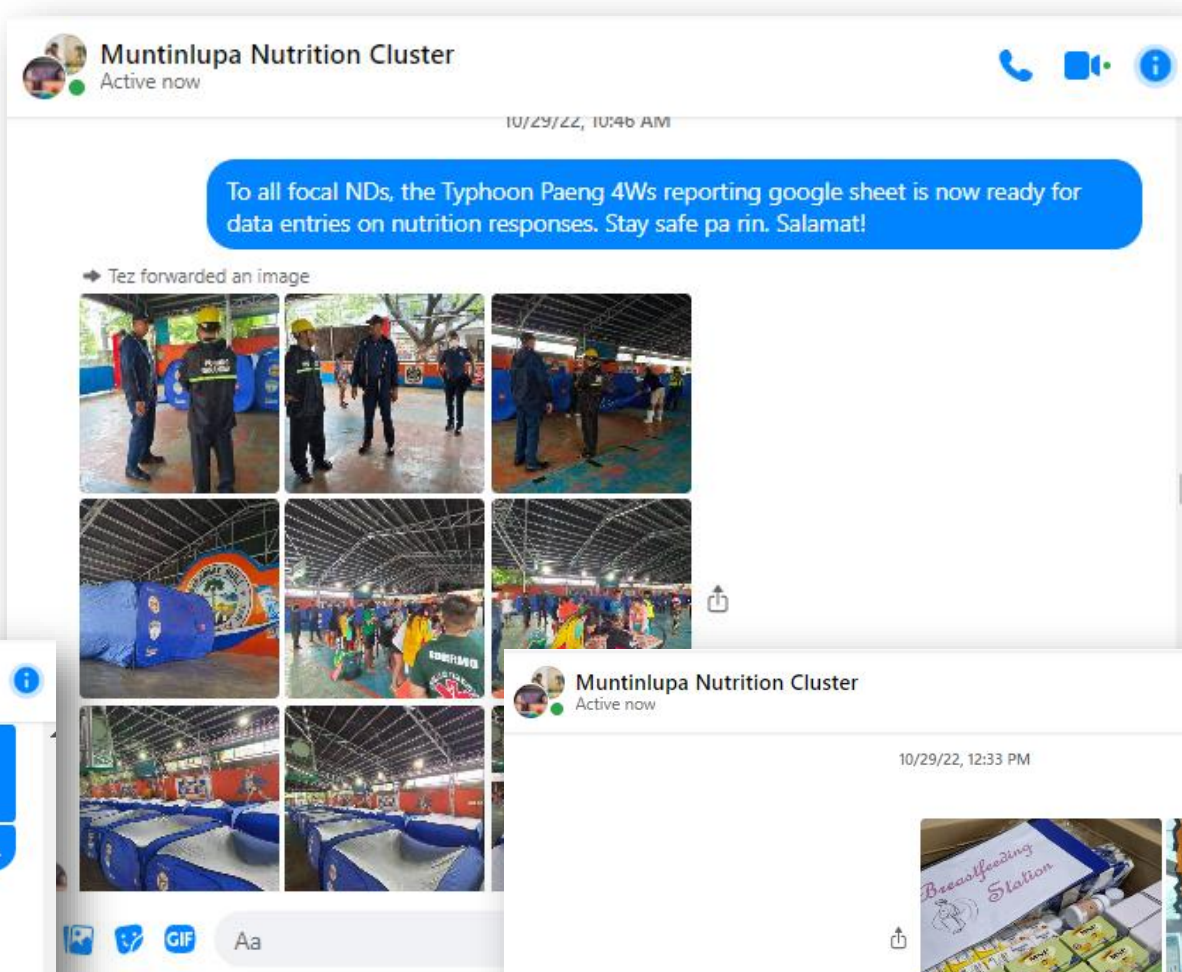 Muntinlupa Nutrition Cluster
Active now
10/29/22, 10:46 AM
To all focal NDs, the Typhoon Paeng 4Ws reporting google sheet is now ready for
data entries on nutrition responses. Stay safe pa rin. Salamat!
Tez forwarded an image
GIF
Aa
Muntinlupa Nutrition Cluster
Active now
10/29/22, 12:33 PM
Breastfeeding
Station
MNP
MNP